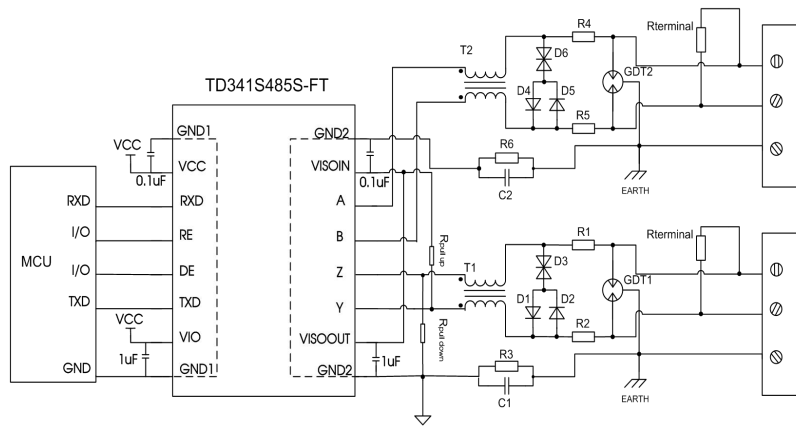 TD341S485S-FT
T2
D6
D4
D5
R4
R5
GDT2
Rterminal
R6
C2
EARTH
VCC
GND1
0.1uF
VCC
GND2
VISOIN
0.1uF
MCU
RXD
RXD
A
I/O
RE
B
I/O
DE
Z
TXD
TXD
Y
VCC
VIO
VISOOUT
1uF
1uF
GND
GND1
GND2
Rpull up
Rpull down
T1
D3
D1
D2
R1
R2
GDT1
Rterminal
R3
C1
EARTH